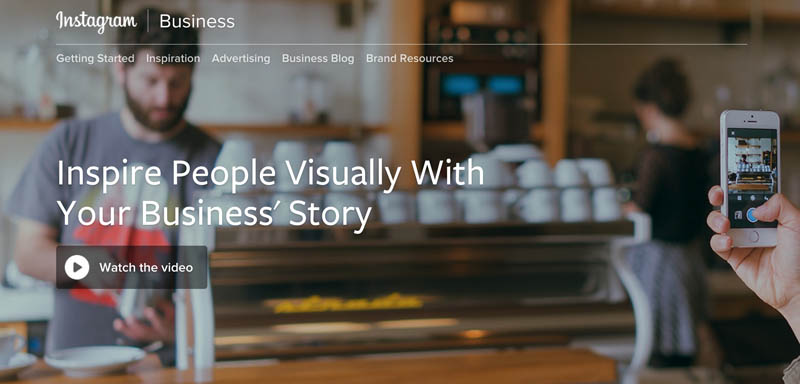 Instagram Business
Getting Started Inspiration Advertising Business Blog Brand Resources
Inspire People Visually With
Your Business' Story
Watch the video